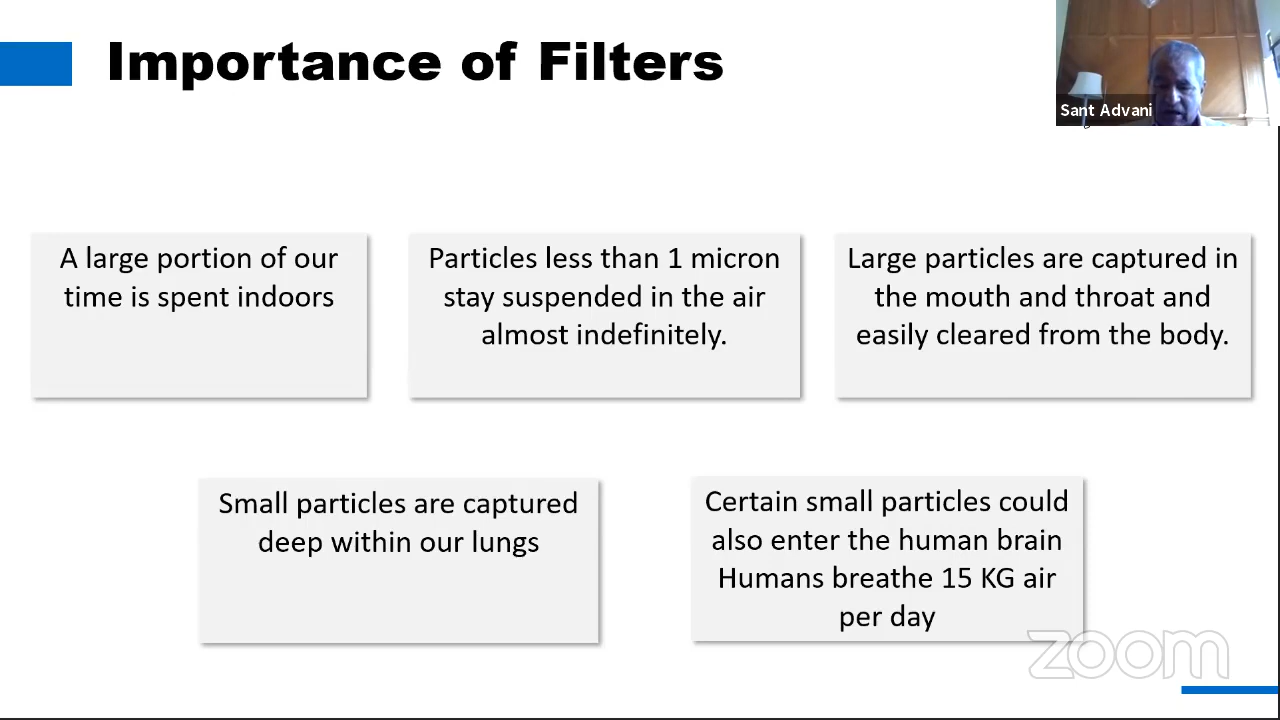 Importance of Filters
Sant Advani
A large portion of our
time is spent indoors
Particles less than 1 micron
stay suspended in the air
almost indefinitely.
Large particles are captured in
the mouth and throat and
easily cleared from the body.
Small particles are captured
deep within our lungs
Certain small particles could
also enter the human brain
Humans breathe 15 KG air
per day
zoom